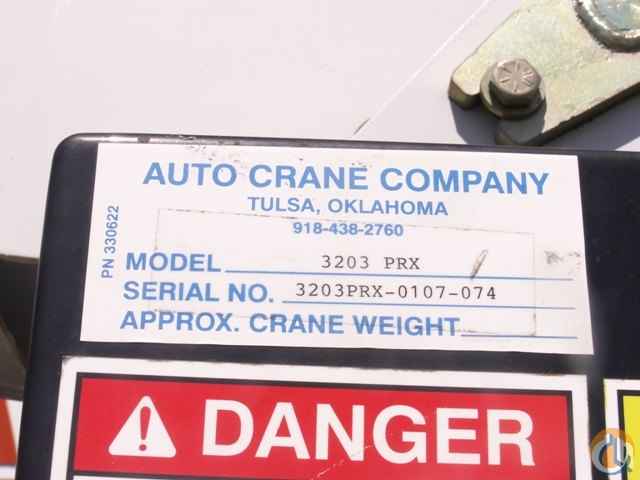 AUTO CRANE COMPANY
TULSA, OKLAHOMA
918-438-2760
PN 330622
MODEL 3203 PRX
SERIAL NO. 3203PRX-0107-074
APPROX. CRANE WEIGHT
DANGER